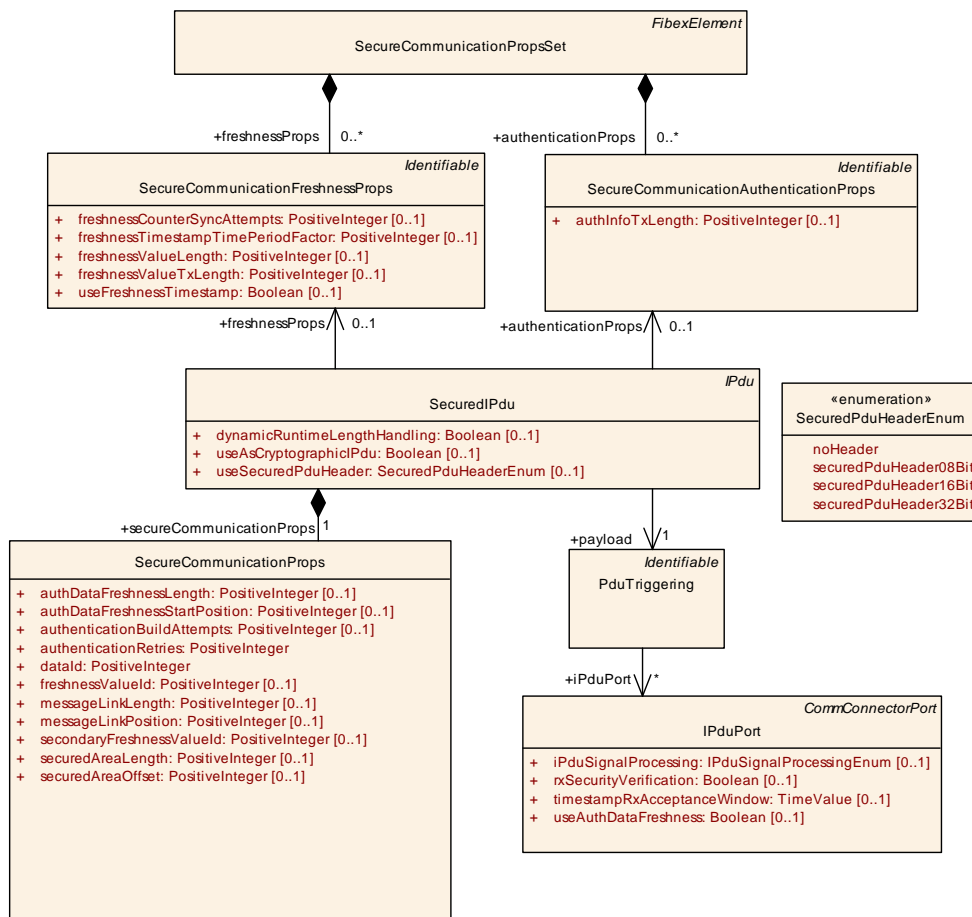 FibexElement
SecureCommunicationPropsSet
+freshnessProps 0..*
+authenticationProps 0..*
Identifiable
SecureCommunicationFreshnessProps
+ freshnessCounterSyncAttempts: PositiveInteger [0..1]
+ freshnessTimestampTimePeriodFactor: PositiveInteger [0..1]
+ freshnessValueLength: PositiveInteger [0..1]
+ freshnessValueTxLength: PositiveInteger [0..1]
+ useFreshnessTimestamp: Boolean [0..1]
Identifiable
SecureCommunicationAuthenticationProps
+ authInfoTxLength: PositiveInteger [0..1]
+freshnessProps 0..1
+authenticationProps 0..1
IPdu
SecuredIPdu
+ dynamicRuntimeLengthHandling: Boolean [0..1]
+ useAsCryptographicIPdu: Boolean [0..1]
+ useSecuredPduHeader: SecuredPduHeaderEnum [0..1]
«enumeration»
SecuredPduHeaderEnum
noHeader
securedPduHeader08Bit
securedPduHeader16Bit
securedPduHeader32Bit
+secureCommunicationProps 1
+payload 1
SecureCommunicationProps
+ authDataFreshnessLength: PositiveInteger [0..1]
+ authDataFreshnessStartPosition: PositiveInteger [0..1]
+ authenticationBuildAttempts: PositiveInteger [0..1]
+ authenticationRetries: PositiveInteger
+ dataId: PositiveInteger
+ freshnessValueId: PositiveInteger [0..1]
+ messageLinkLength: PositiveInteger [0..1]
+ messageLinkPosition: PositiveInteger [0..1]
+ secondaryFreshnessValueId: PositiveInteger [0..1]
+ securedAreaLength: PositiveInteger [0..1]
+ securedAreaOffset: PositiveInteger [0..1]
Identifiable
PduTriggering
+iPduPort *
CommConnectorPort
IPduPort
+ iPduSignalProcessing: IPduSignalProcessingEnum [0..1]
+ rxSecurityVerification: Boolean [0..1]
+ timestampRxAcceptanceWindow: TimeValue [0..1]
+ useAuthDataFreshness: Boolean [0..1]